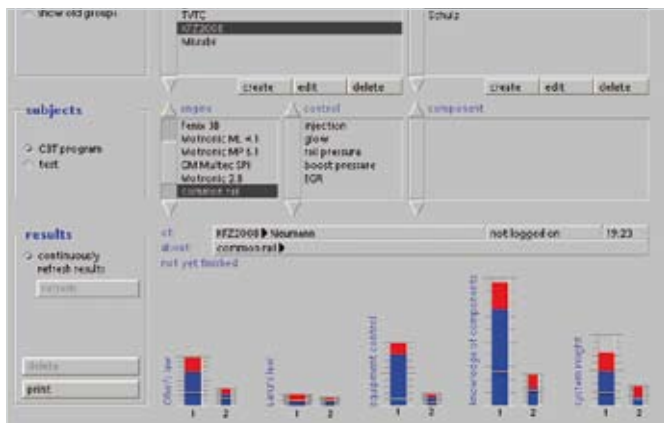 show old groups
TVTC
KFZ2008
Schulz
create edit delete
create edit delete
subjects
CBT program
test
engine
Fenix 3B
Motronic ML 4.1
Motronic MP 6.1
GM Multec SPI
Motronic 2.8
common rail
control
injection
glow
rail pressure
boost pressure
EGR
component
results
continuously
refresh results
refresh
delete
print
of: KFZ2008 Neumann
not logged on 19:23
about: common rail
not yet finished
Ohm's law
equipment control
knowledge of components
system insight
1 2 1 2 1 2 1 2 1 2